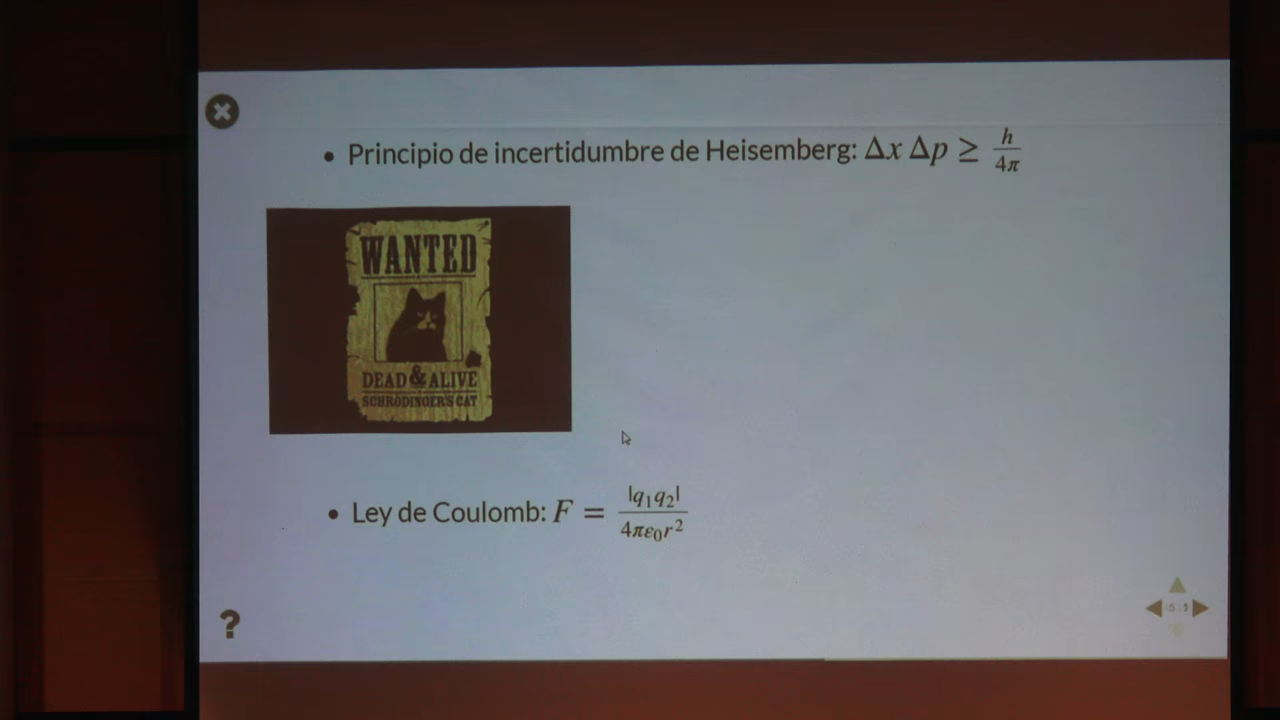 • Principio de incertidumbre de Heisemberg: Δx Δp ≥ h/4π
WANTED
DEAD & ALIVE
SCHRÖDINGER'S CAT
• Ley de Coulomb: F = |q₁q₂|/4πε₀r²
?